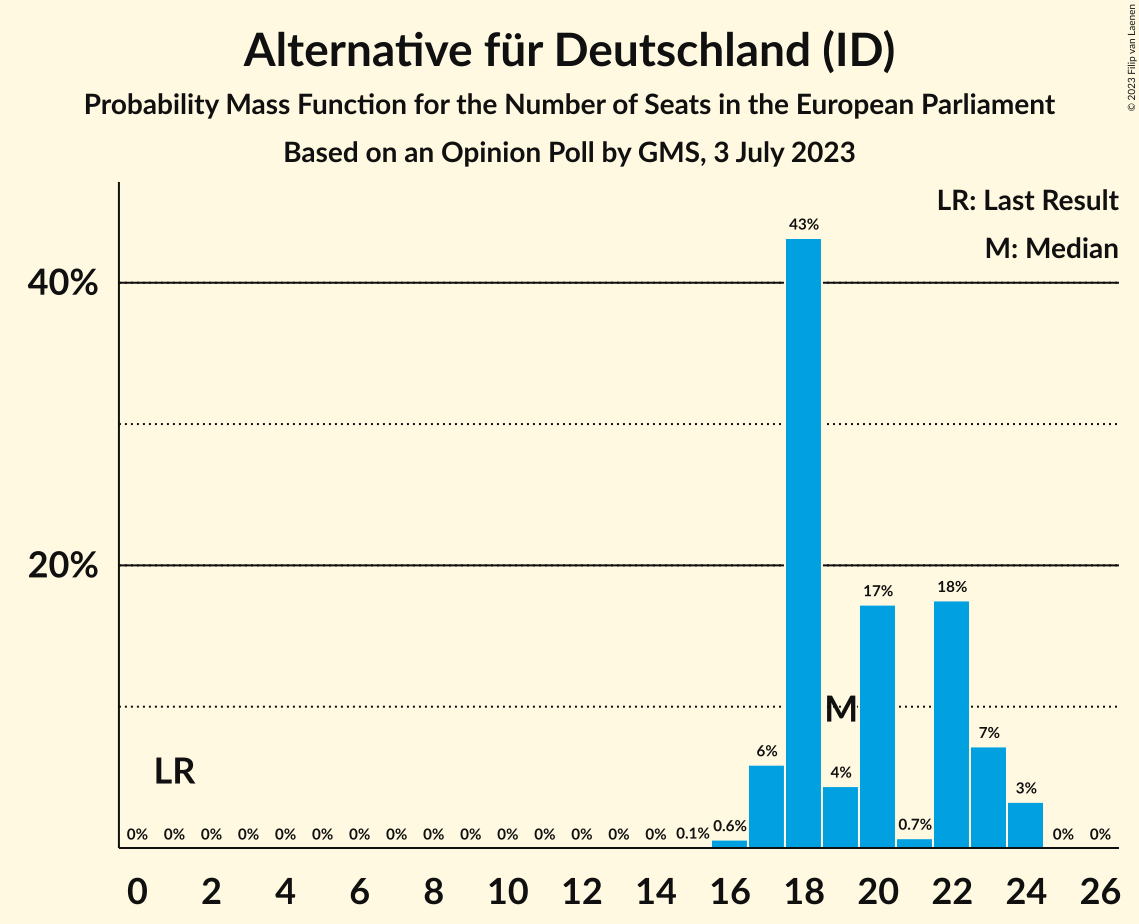 Alternative für Deutschland (ID)
Probability Mass Function for the Number of Seats in the European Parliament
Based on an Opinion Poll by GMS, 3 July 2023
© 2023 Filip van Laenen
LR: Last Result
M: Median
43%
40%
20%
17%
18%
M
7%
6%
LR
4%
3%
0% 0% 0% 0% 0% 0% 0% 0% 0% 0% 0% 0% 0% 0% 0% 0.1% 0.6% 0.7% 0% 0%
0 2 4 6 8 10 12 14 16 18 20 22 24 26